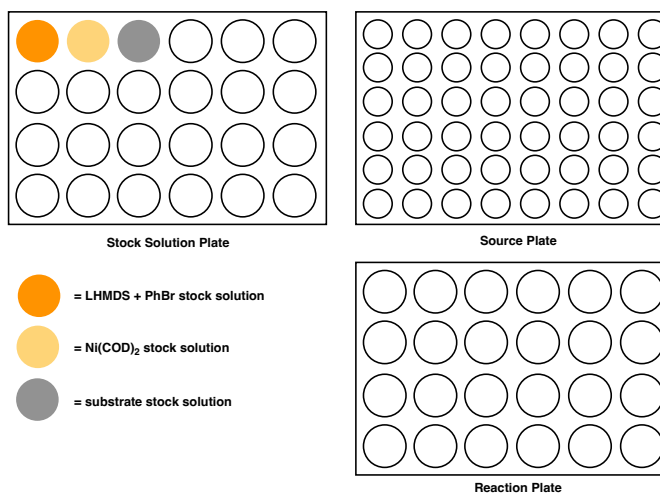 Stock Solution Plate
Source Plate
= LHMDS + PhBr stock solution
= Ni(COD)₂ stock solution
= substrate stock solution
Reaction Plate